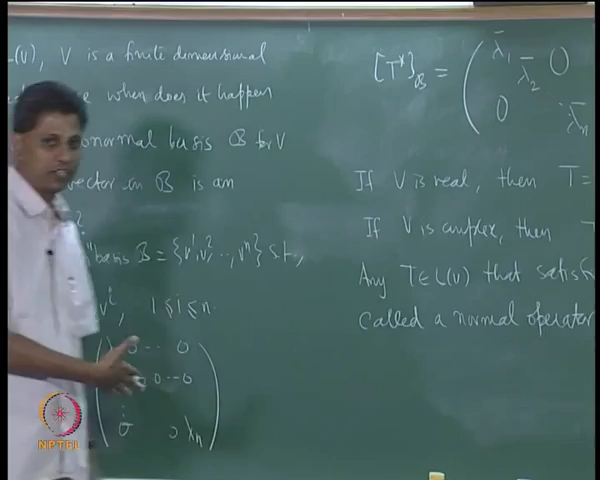 L(V), V is a finite dimensional
when does it happen
onormal basis B for V
vector in B is an
?
basis B = {v¹, v², .., vⁿ} s.t.,
vⁱ, 1 ≤ i ≤ n.
0 ... 0
0 ... 0
⋮
0 0 λₙ
[T*]_B = ( λ̄₁ λ̄₂ 0
0 λ̄ₙ
If V is real, then T =
If V is complex, then T
Any T ∈ L(V) that satisf
called a normal operator
NPTEL